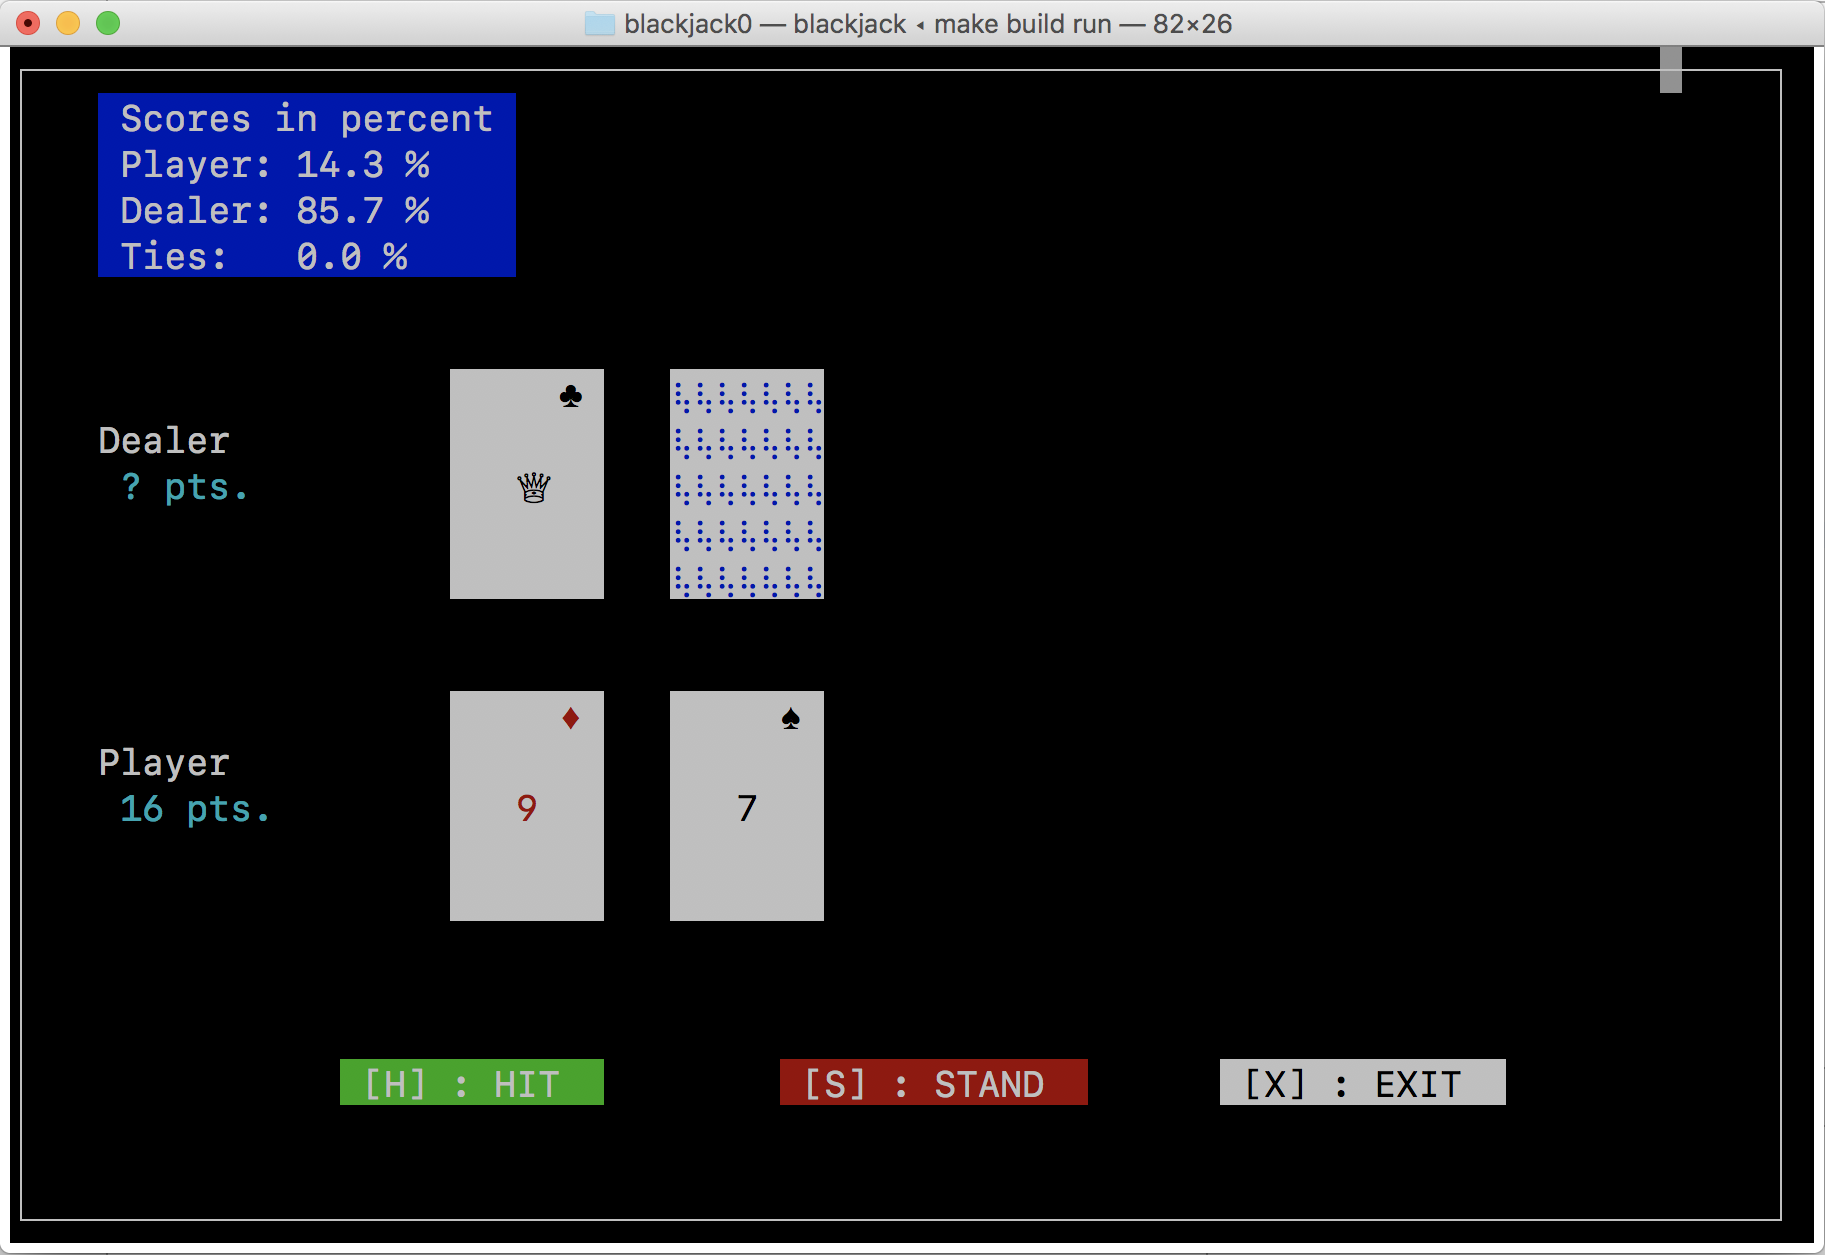 blackjack0 — blackjack ◂ make build run — 82×26
Scores in percent
Player: 14.3 %
Dealer: 85.7 %
Ties:   0.0 %
♣
Dealer
? pts.
♛
♦ ♠
Player
16 pts.
9 7
[H] : HIT [S] : STAND [X] : EXIT